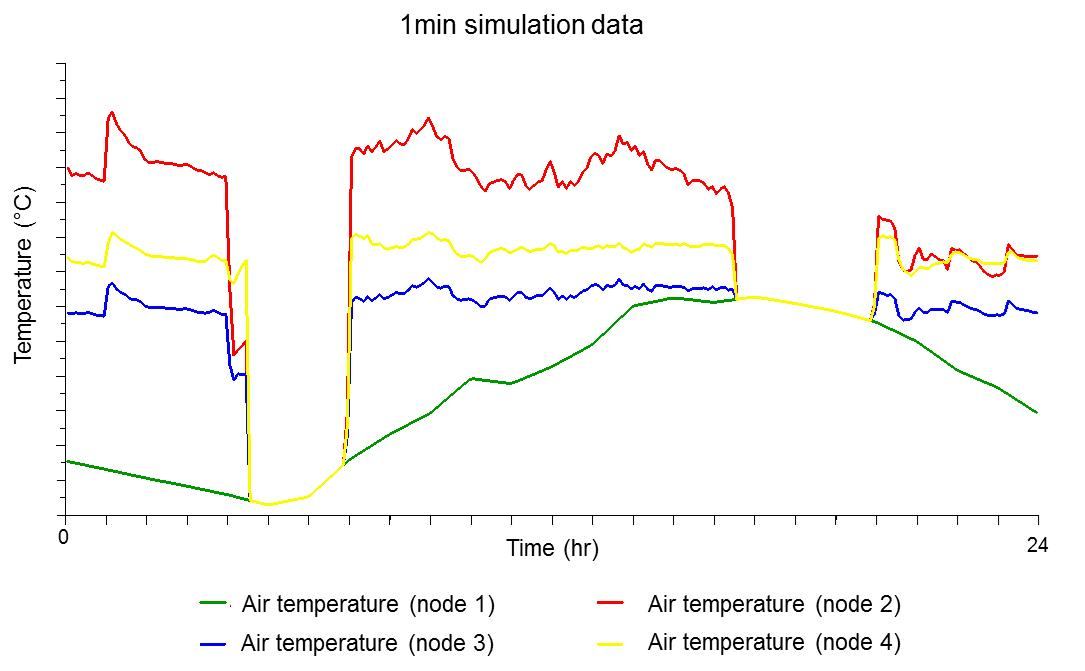 1min simulation data
Temperature (°C)
0
24
Time (hr)
Air temperature (node 1)
Air temperature (node 2)
Air temperature (node 3)
Air temperature (node 4)